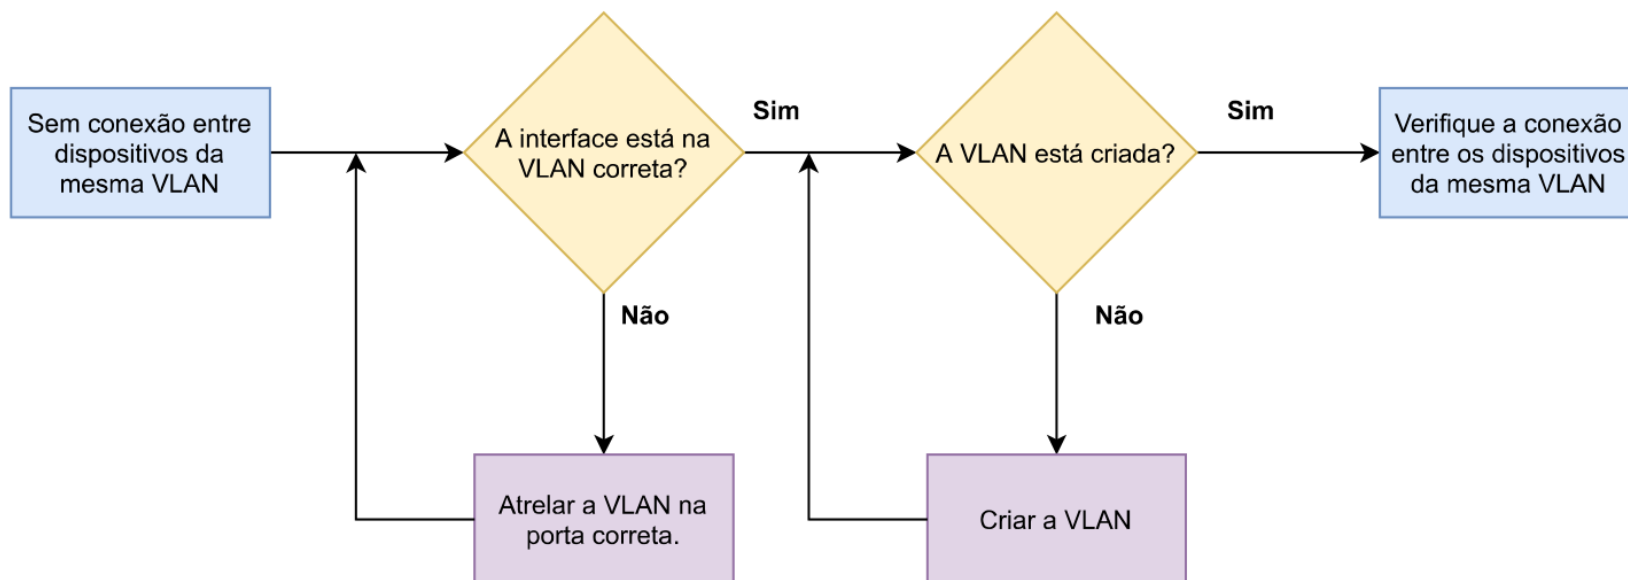 Sem conexão entre
dispositivos da
mesma VLAN
A interface está na
VLAN correta?
Sim
A VLAN está criada?
Sim
Verifique a conexão
entre os dispositivos
da mesma VLAN
Não
Não
Atrelar a VLAN na
porta correta.
Criar a VLAN